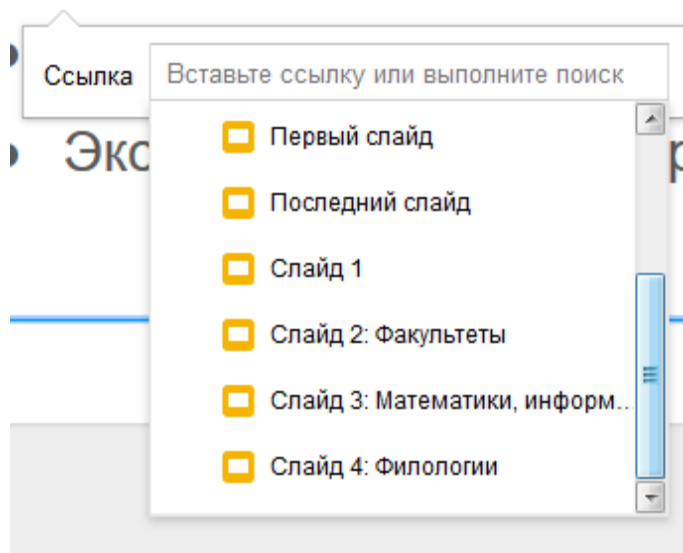 Ссылка Вставьте ссылку или выполните поиск
Первый слайд
Эко
Последний слайд
Слайд 1
Слайд 2: Факультеты
Слайд 3: Математики, информ...
Слайд 4: Филологии